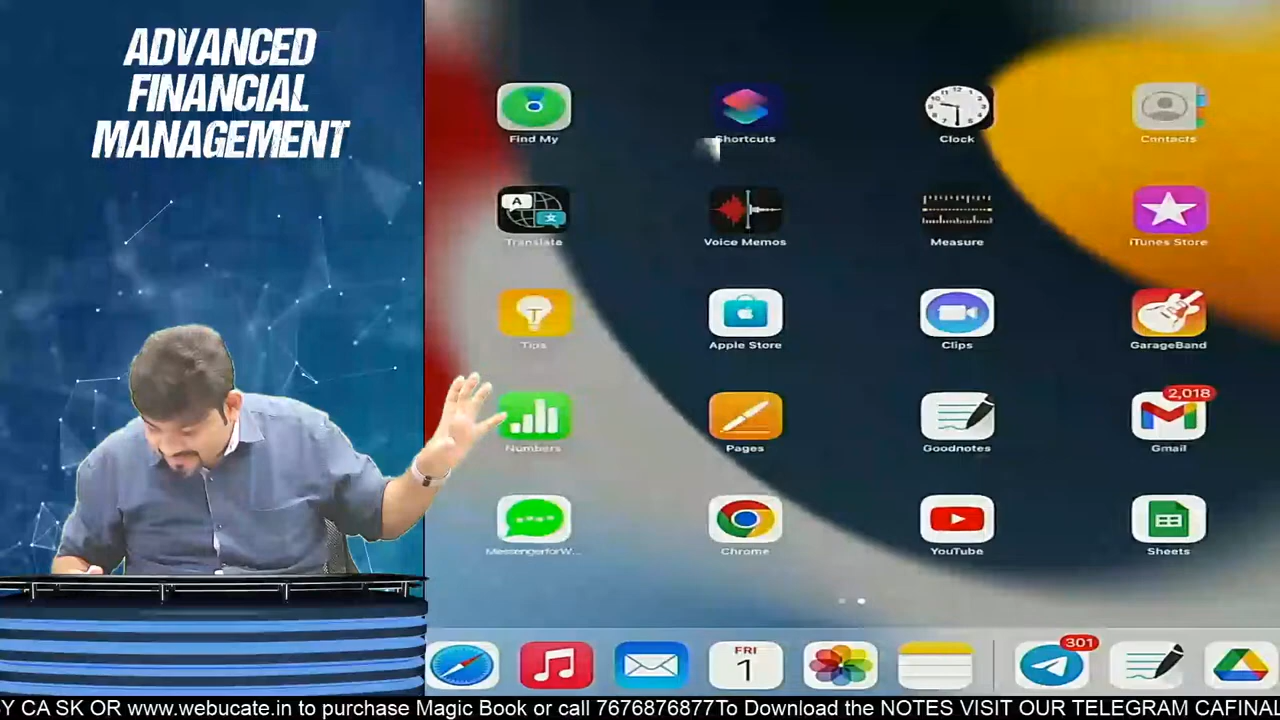 ADVANCED
FINANCIAL
MANAGEMENT
Find My
Shortcuts
Clock
Contacts
Translate
Voice Memos
Measure
iTunes Store
Tips
Apple Store
Clips
GarageBand
2,018
Numbers
Pages
Goodnotes
Gmail
MessengerforW...
Chrome
YouTube
Sheets
FRI
1
301
Y CA SK OR www.webucate.in to purchase Magic Book or call 7676876877To Download the NOTES VISIT OUR TELEGRAM CAFINAL